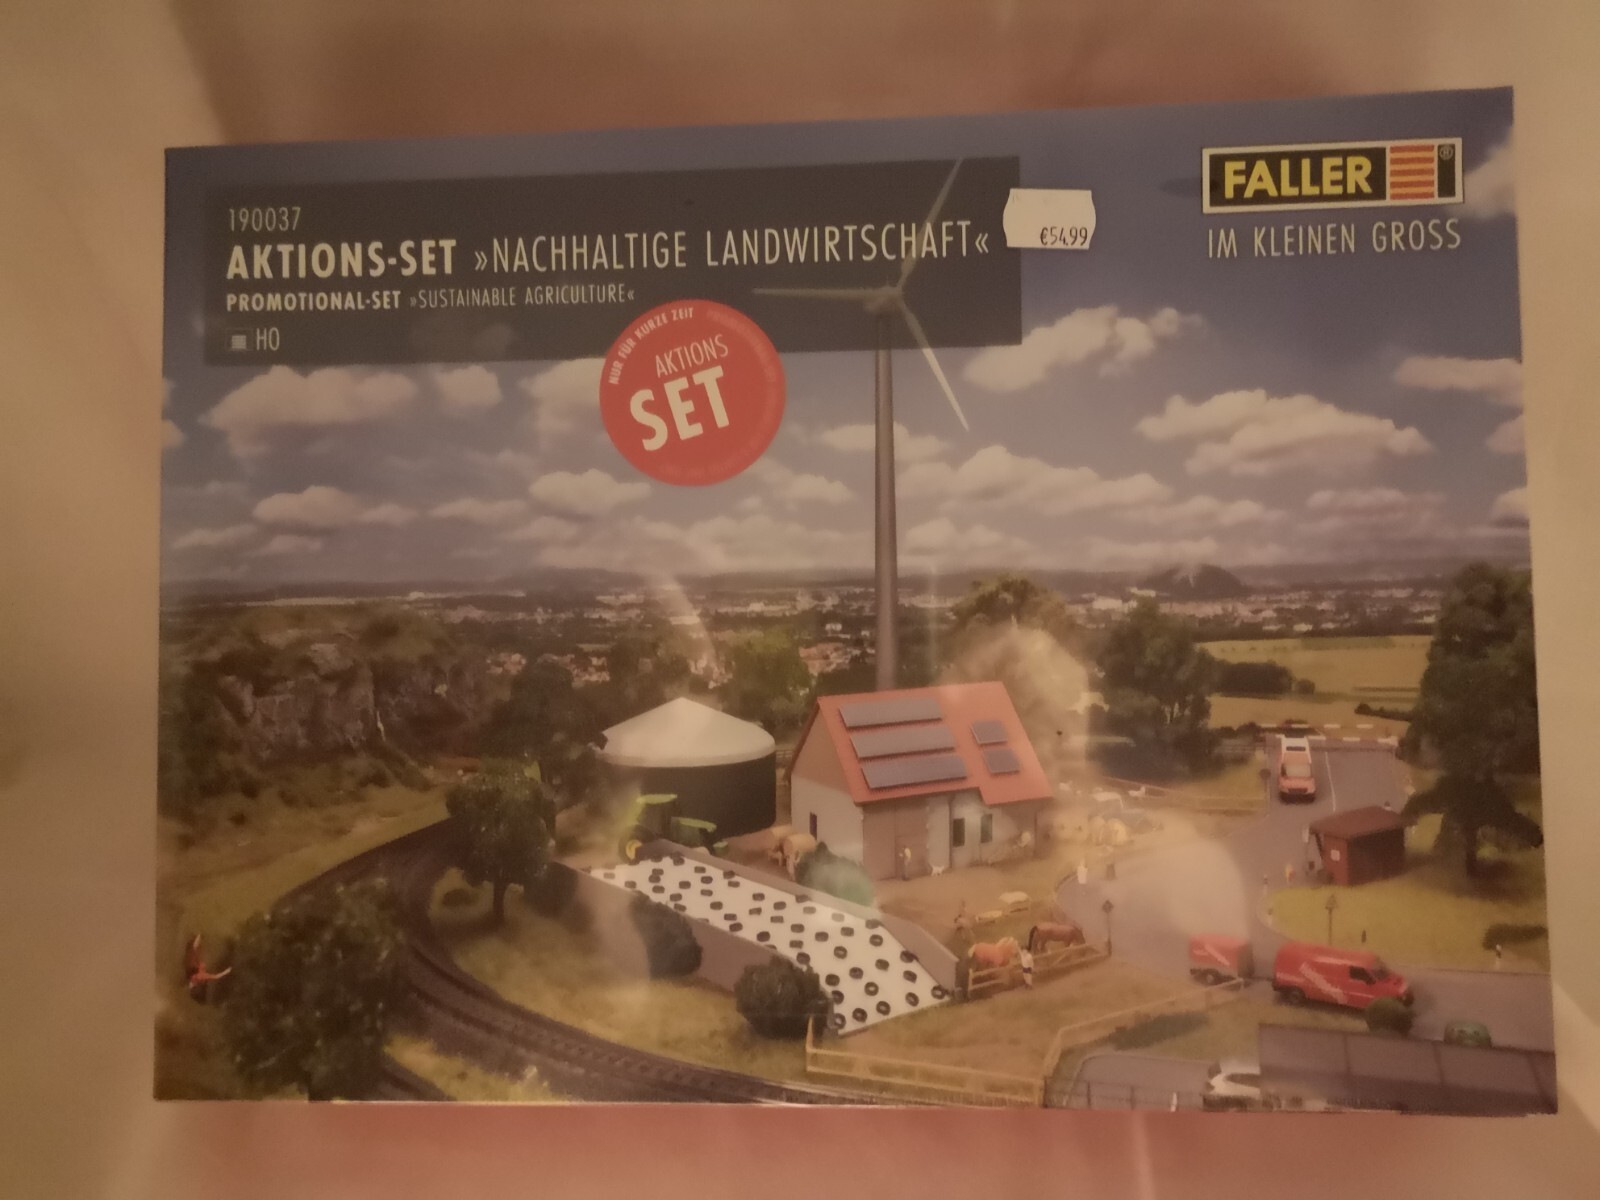 190037
AKTIONS-SET »NACHHALTIGE LANDWIRTSCHAFT«
PROMOTIONAL-SET »SUSTAINABLE AGRICULTURE«
H0
€54,99
FALLER ®
IM KLEINEN GROSS
NUR FÜR KURZE ZEIT
AKTIONS
SET